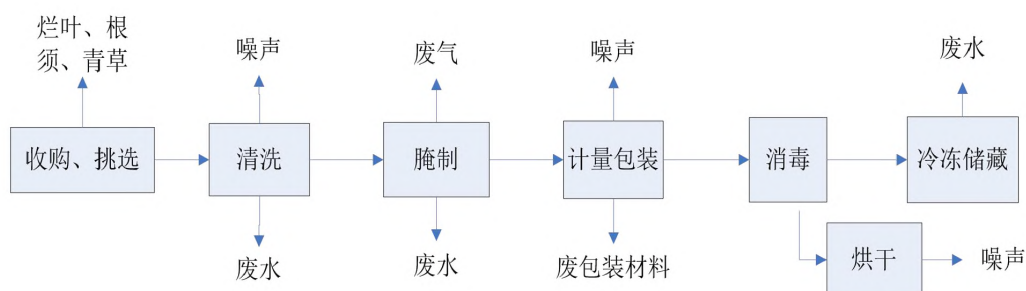 烂叶、根
须、青草
噪声
废气
噪声
废水
收购、挑选
清洗
腌制
计量包装
消毒
冷冻储藏
废水
废水
废包装材料
烘干
噪声